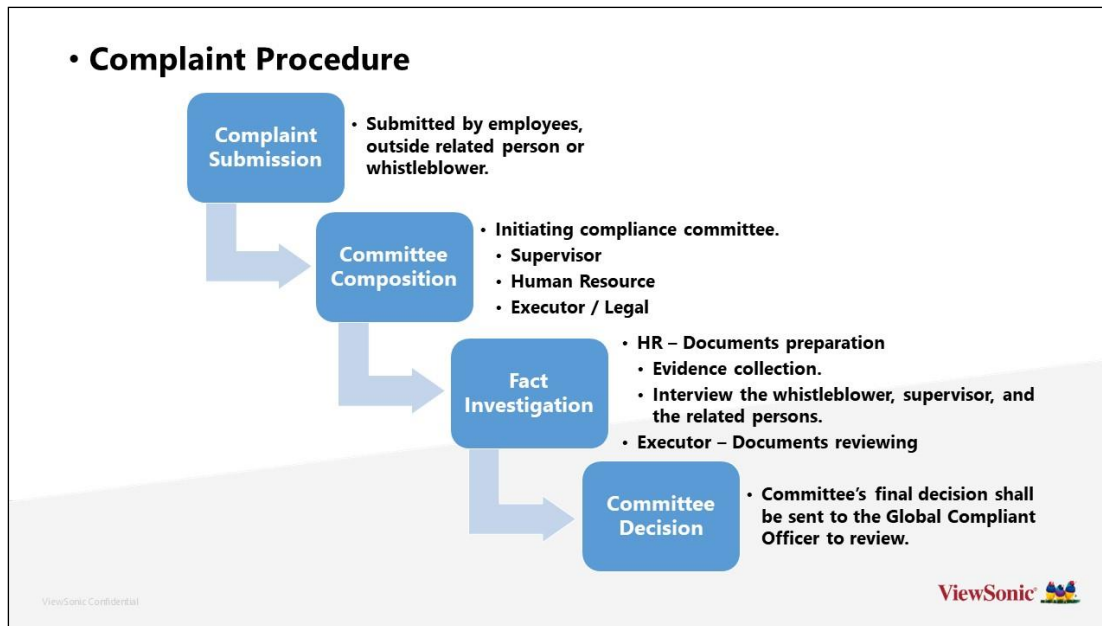 • Complaint Procedure
Complaint
Submission
• Submitted by employees,
outside related person or
whistleblower.
Committee
Composition
• Initiating compliance committee.
• Supervisor
• Human Resource
• Executor / Legal
Fact
Investigation
• HR – Documents preparation
• Evidence collection.
• Interview the whistleblower, supervisor, and
the related persons.
• Executor – Documents reviewing
Committee
Decision
• Committee's final decision shall
be sent to the Global Compliant
Officer to review.
ViewSonic Confidential
ViewSonic®